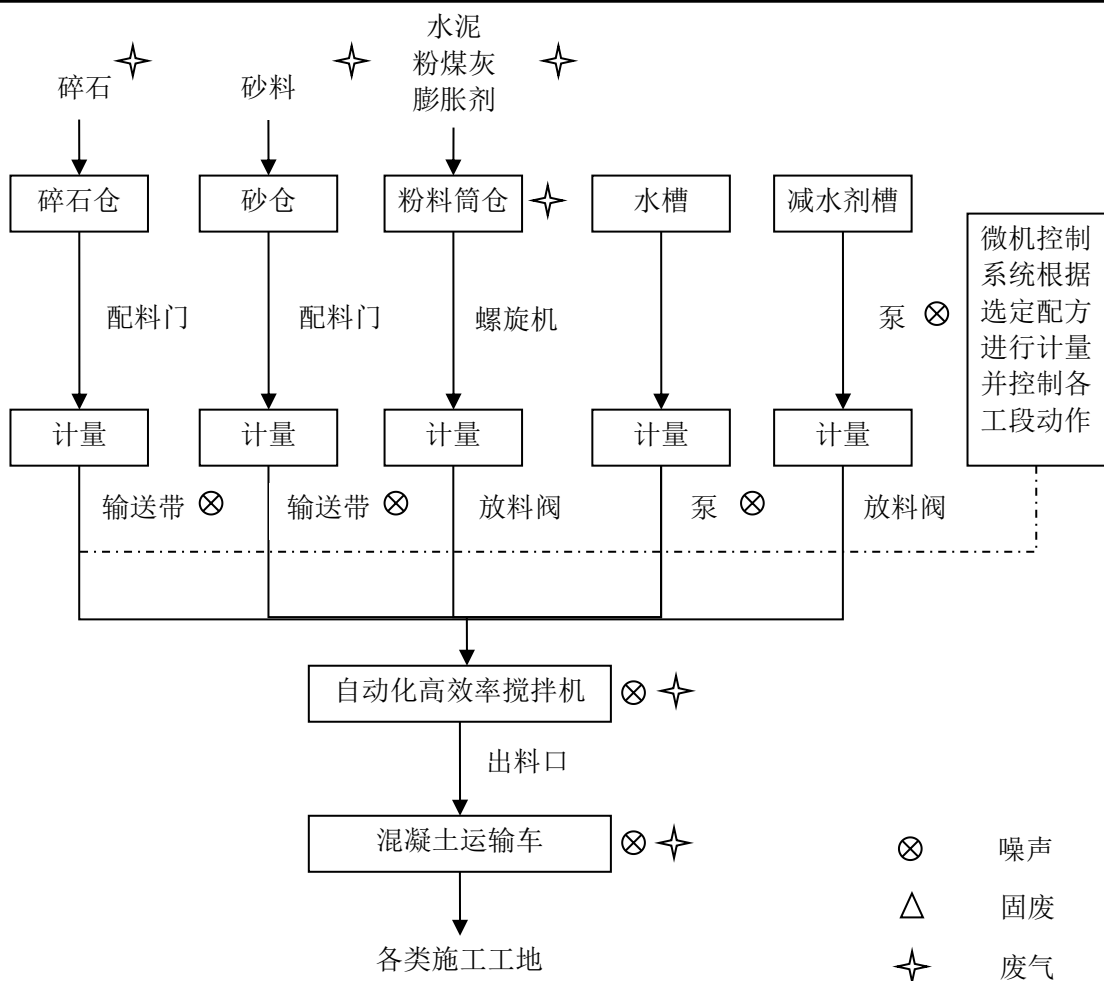 碎石
砂料
水泥
粉煤灰
膨胀剂
碎石仓
砂仓
粉料筒仓
水槽
减水剂槽
微机控制
系统根据
选定配方
进行计量
并控制各
工段动作
配料门
配料门
螺旋机
泵
计量
计量
计量
计量
计量
输送带
输送带
放料阀
泵
放料阀
自动化高效率搅拌机
出料口
混凝土运输车
各类施工工地
噪声
固废
废气